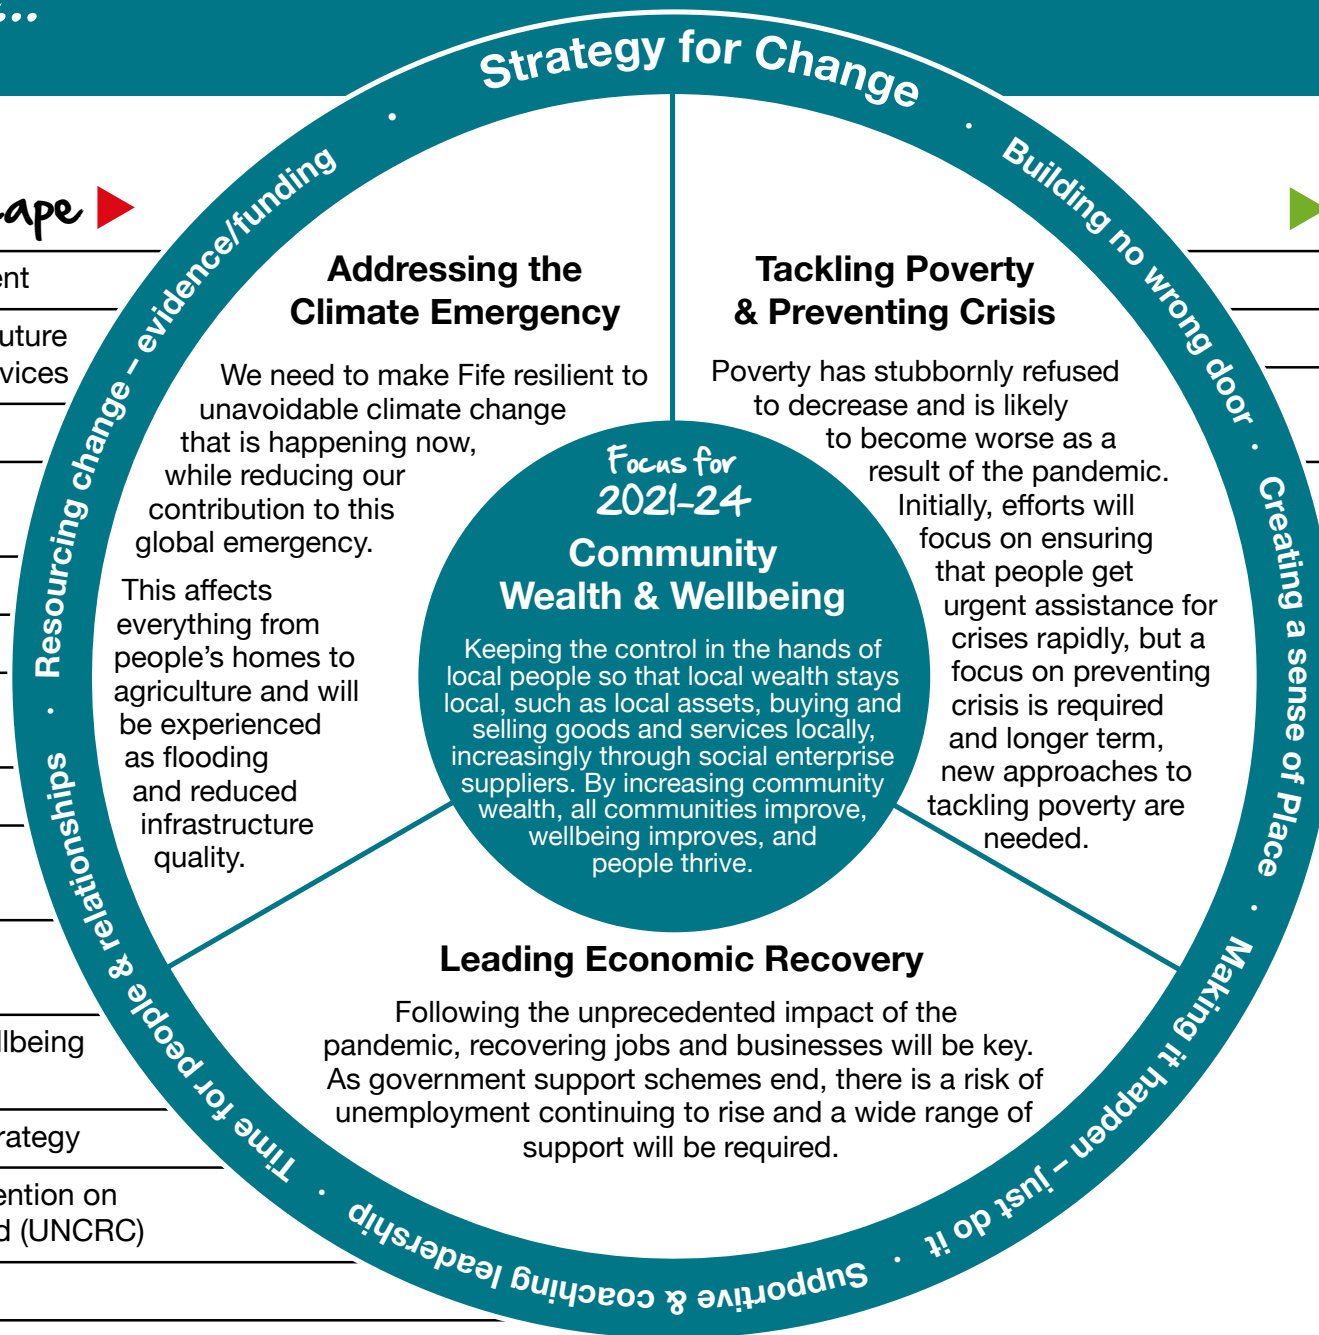 Strategy for Change
· Building no wrong door · Creating a sense of Place · Making it happen – just do it · Supportive & coaching leadership · Time for people & relationships · Resourcing change – evidence/funding ·
ent
uture
vices
llbeing
rategy
ention on
d (UNCRC)
Addressing the
Climate Emergency
We need to make Fife resilient to
unavoidable climate change
that is happening now,
while reducing our
contribution to this
global emergency.
This affects
everything from
people’s homes to
agriculture and will
be experienced
as flooding
and reduced
infrastructure
quality.
Tackling Poverty
& Preventing Crisis
Poverty has stubbornly refused
to decrease and is likely
to become worse as a
result of the pandemic.
Initially, efforts will
focus on ensuring
that people get
urgent assistance for
crises rapidly, but a
focus on preventing
crisis is required
and longer term,
new approaches to
tackling poverty are
needed.
Focus for
2021-24
Community
Wealth & Wellbeing
Keeping the control in the hands of
local people so that local wealth stays
local, such as local assets, buying and
selling goods and services locally,
increasingly through social enterprise
suppliers. By increasing community
wealth, all communities improve,
wellbeing improves, and
people thrive.
Leading Economic Recovery
Following the unprecedented impact of the
pandemic, recovering jobs and businesses will be key.
As government support schemes end, there is a risk of
unemployment continuing to rise and a wide range of
support will be required.